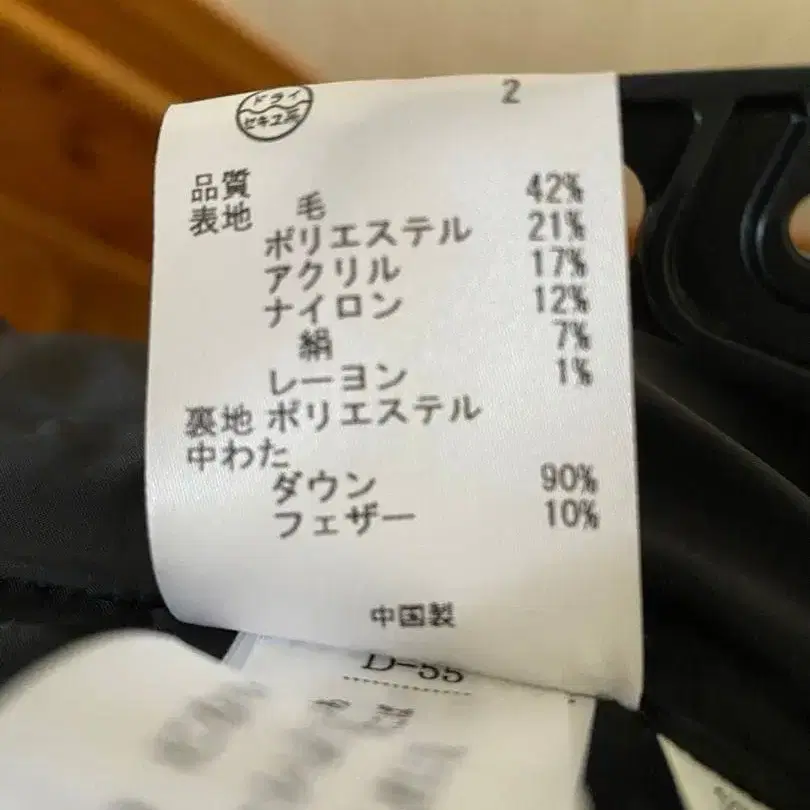 ドライ
セキユ系
2
品質
表地 毛 42%
ポリエステル 21%
アクリル 17%
ナイロン 12%
絹 7%
レーヨン 1%
裏地 ポリエステル
中わた
ダウン 90%
フェザー 10%
中国製
D-55